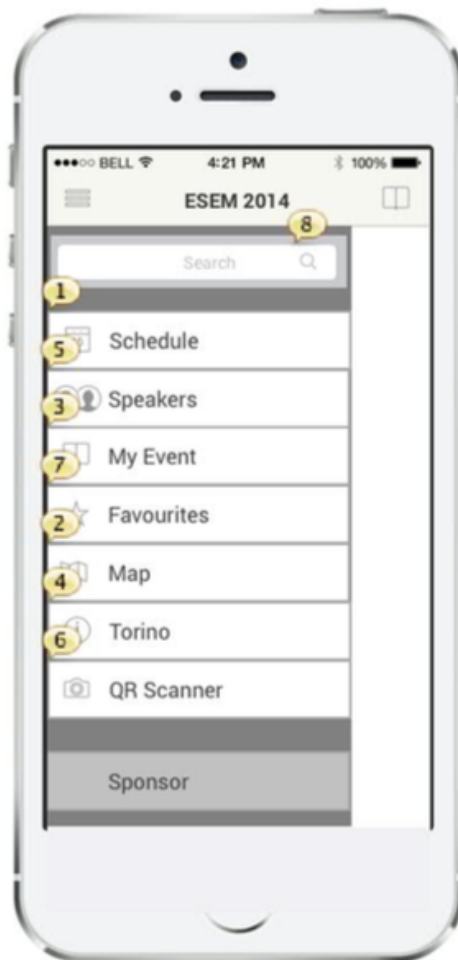 BELL 4:21 PM 100%
ESEM 2014
8
Search
1
5 Schedule
3 Speakers
7 My Event
2 Favourites
4 Map
6 Torino
QR Scanner
Sponsor